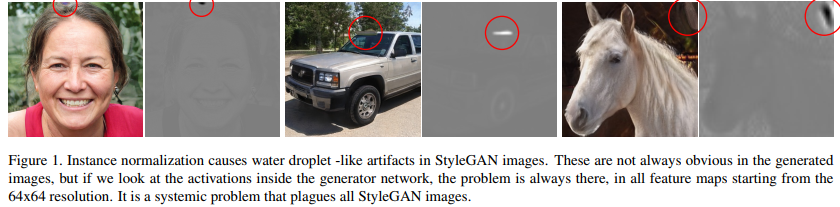 Figure 1. Instance normalization causes water droplet -like artifacts in StyleGAN images. These are not always obvious in the generated
images, but if we look at the activations inside the generator network, the problem is always there, in all feature maps starting from the
64x64 resolution. It is a systemic problem that plagues all StyleGAN images.